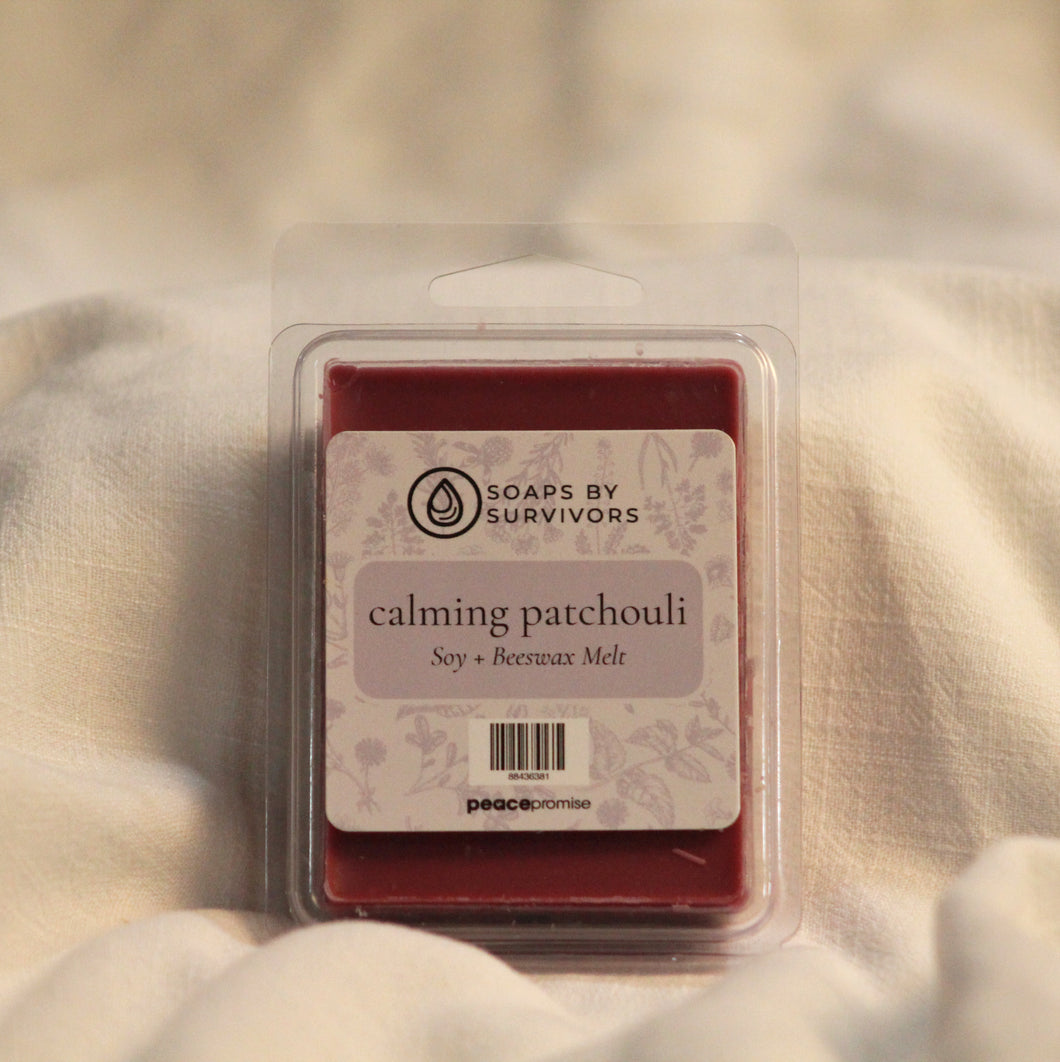 SOAPS BY
SURVIVORS
calming patchouli
Soy + Beeswax Melt
88436381
peacepromise